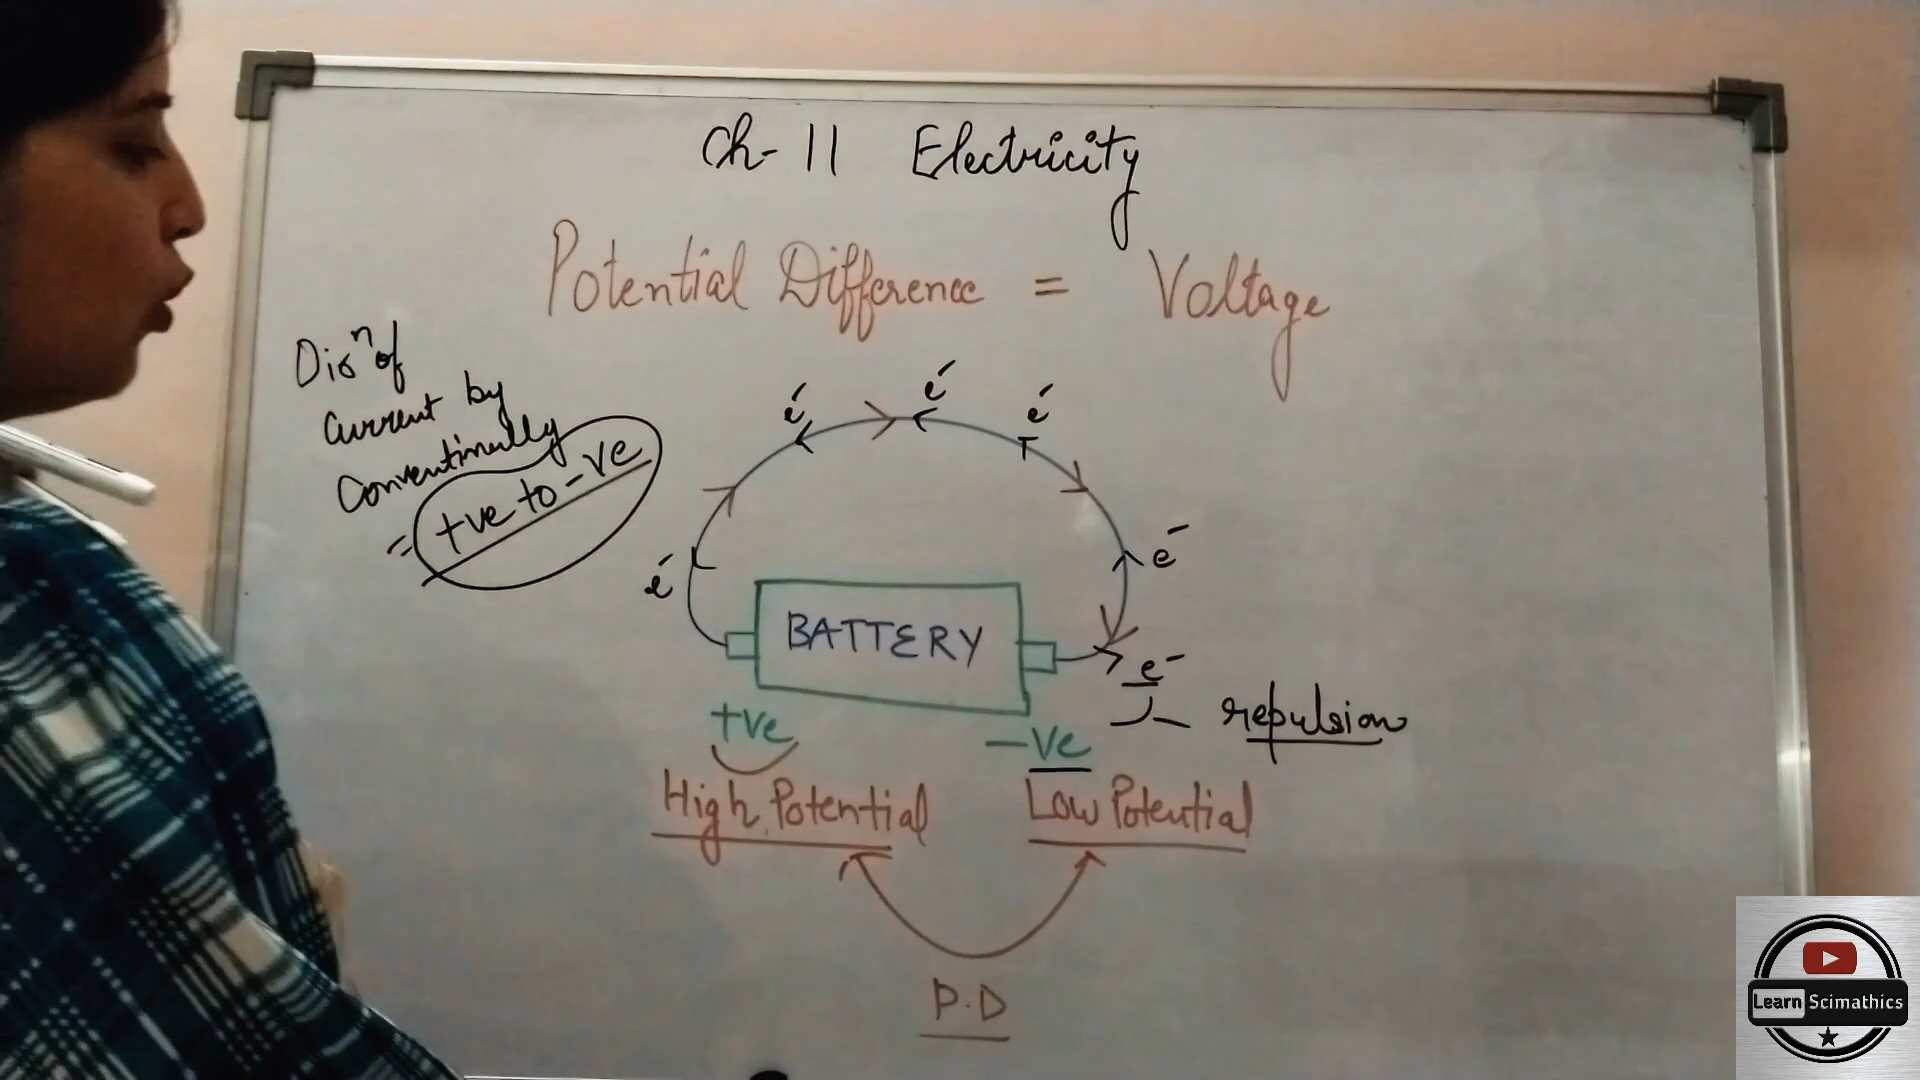 Ch-11 Electricity
Potential Difference = Voltage
Dirⁿ of
current by
conventinally
= +ve to -ve
e⁻ e⁻ e⁻
e⁻
e⁻
BATTERY
e⁻
+ve
-ve
repulsion
High Potential
Low Potential
P.D
Learn Scimathics